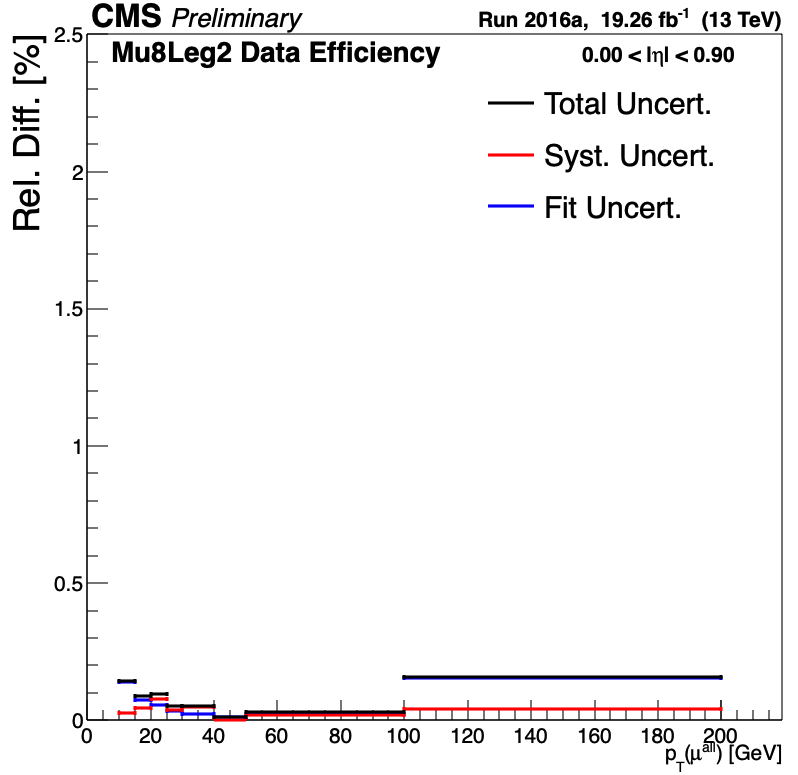 CMS Preliminary
Run 2016a, 19.26 fb⁻¹ (13 TeV)
Mu8Leg2 Data Efficiency
0.00 < |η| < 0.90
Total Uncert.
Syst. Uncert.
Fit Uncert.
Rel. Diff. [%]
2.5
2
1.5
1
0.5
0
0 20 40 60 80 100 120 140 160 180 200
p_T(μ^all) [GeV]